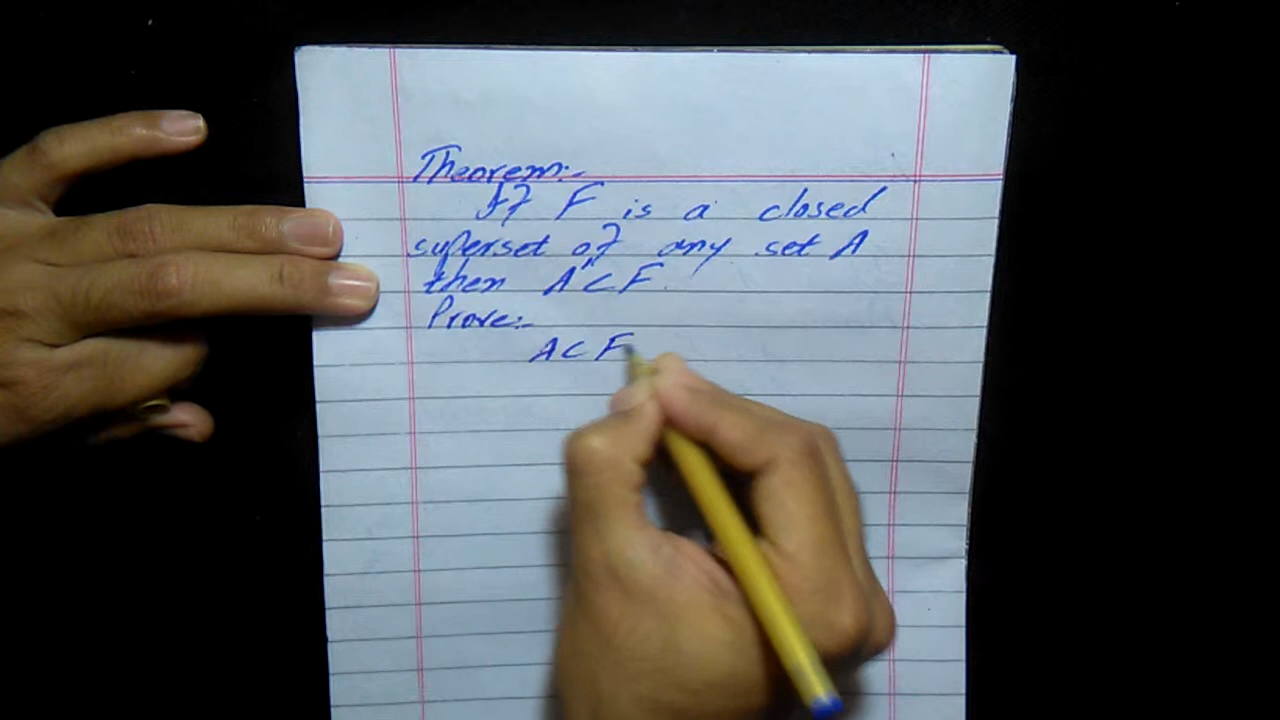 Theorem:-
If F is a closed
superset of any set A
then A"⊂F.
Prove:-
A⊂F